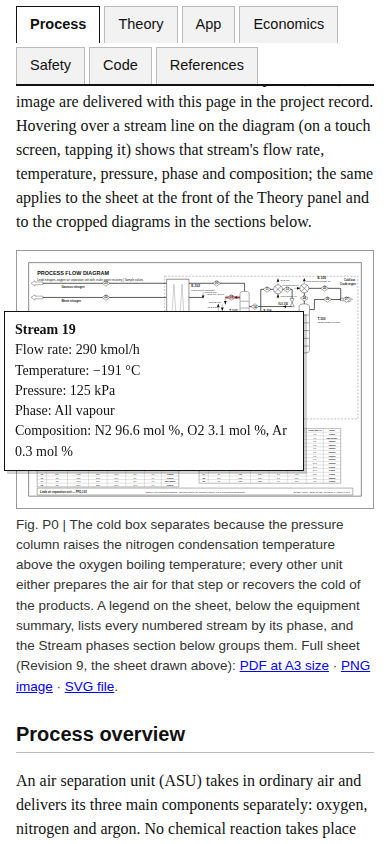 Process
Theory
App
Economics
Safety
Code
References
image are delivered with this page in the project record.
Hovering over a stream line on the diagram (on a touch
screen, tapping it) shows that stream's flow rate,
temperature, pressure, phase and composition; the same
applies to the sheet at the front of the Theory panel and
to the cropped diagrams in the sections below.
PROCESS FLOW DIAGRAM
Gaseous nitrogen
Waste nitrogen
Stream 19
Flow rate: 290 kmol/h
Temperature: −191 °C
Pressure: 125 kPa
Phase: All vapour
Composition: N2 96.6 mol %, O2 3.1 mol %, Ar
0.3 mol %
Fig. P0 | The cold box separates because the pressure
column raises the nitrogen condensation temperature
above the oxygen boiling temperature; every other unit
either prepares the air for that step or recovers the cold of
the products. A legend on the sheet, below the equipment
summary, lists every numbered stream by its phase, and
the Stream phases section below groups them. Full sheet
(Revision 9, the sheet drawn above): PDF at A3 size · PNG
image · SVG file.
Process overview
An air separation unit (ASU) takes in ordinary air and
delivers its three main components separately: oxygen,
nitrogen and argon. No chemical reaction takes place